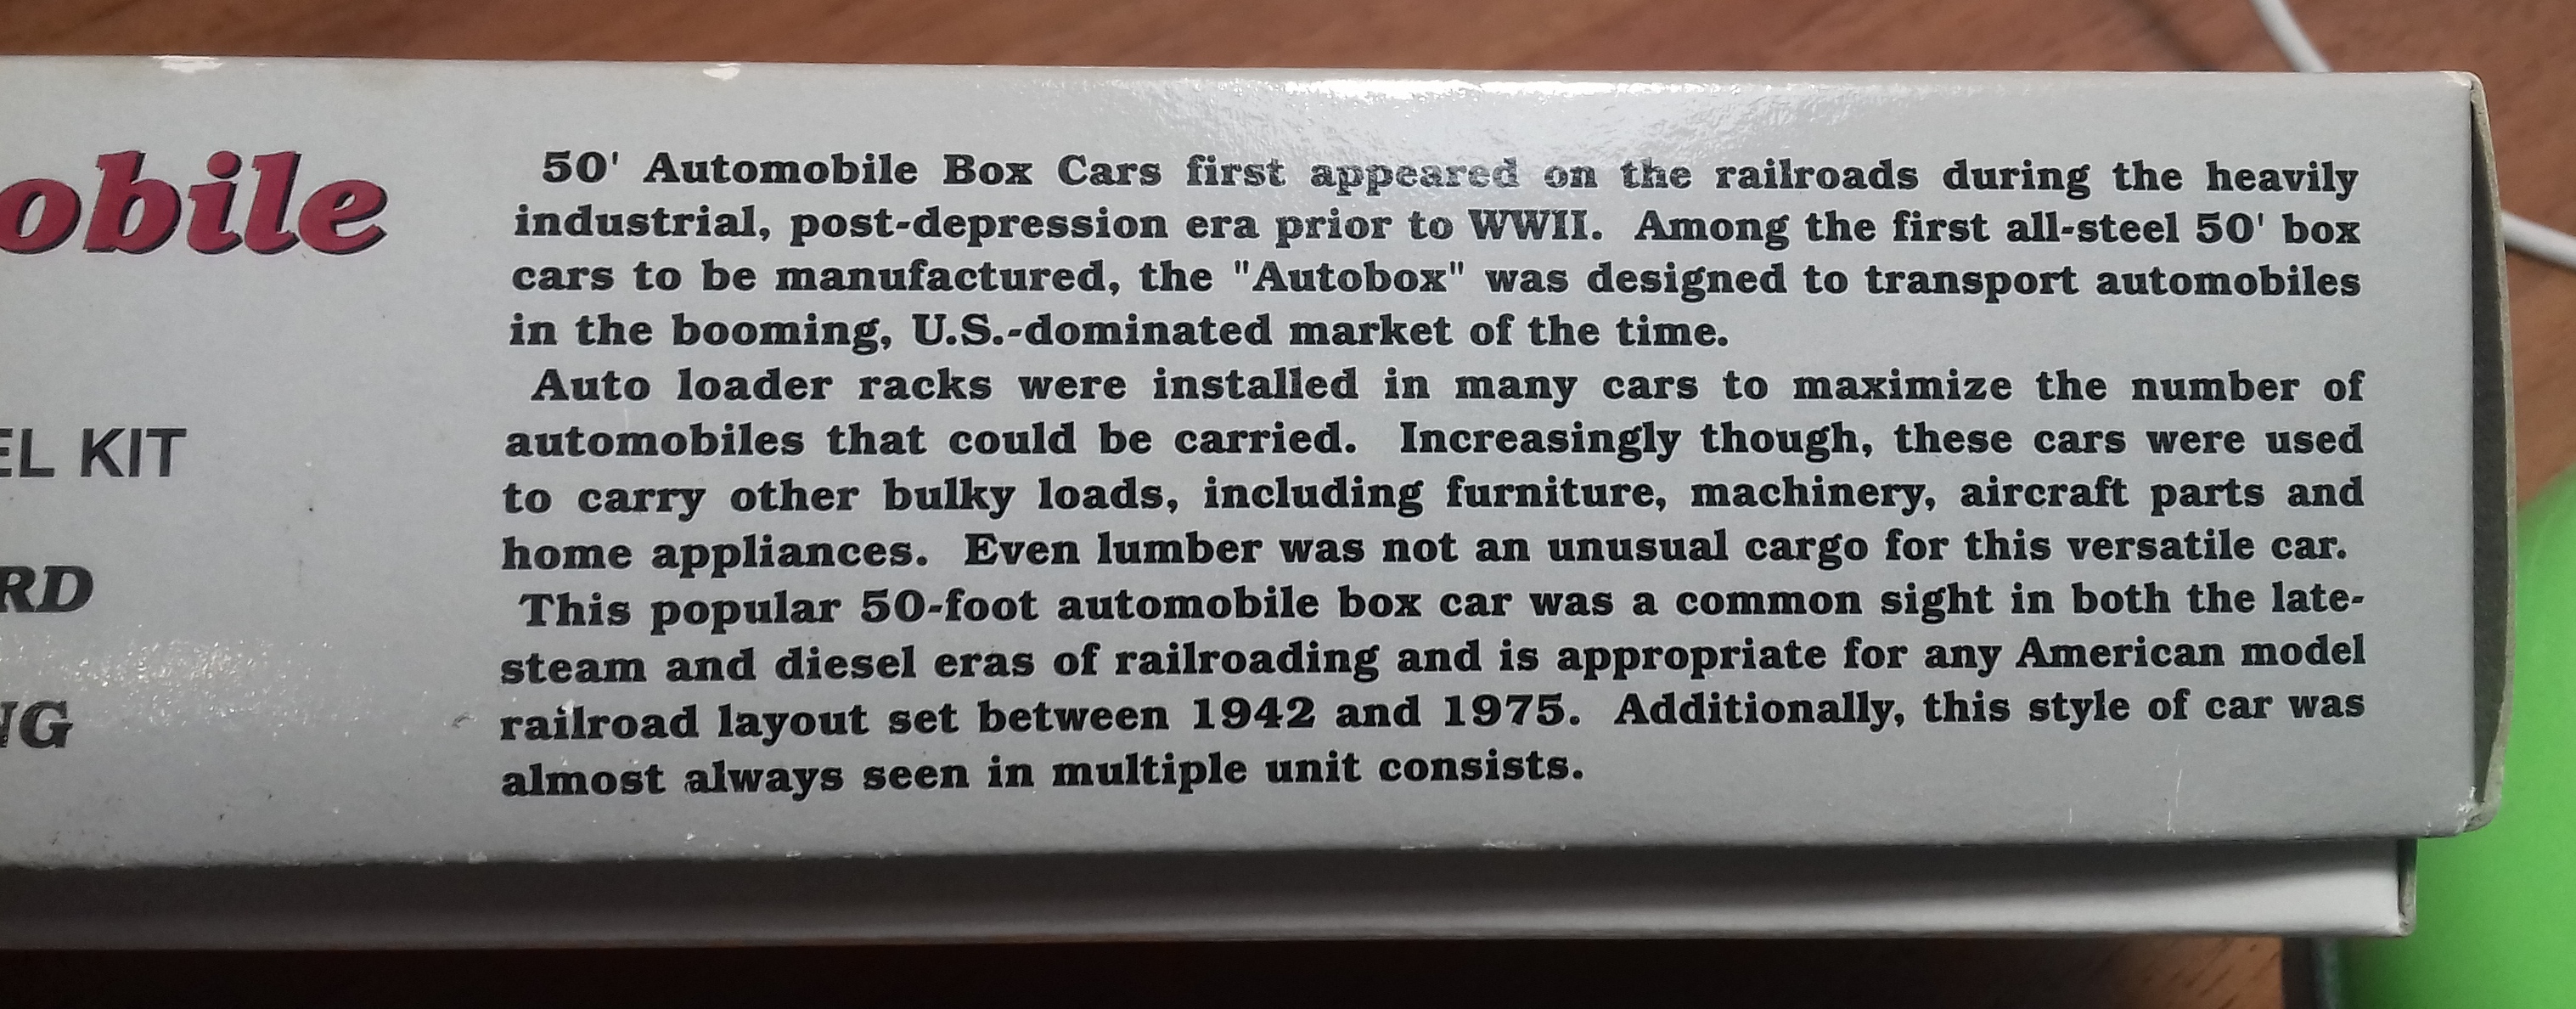 obile
EL KIT
RD
NG
50' Automobile Box Cars first appeared on the railroads during the heavily
industrial, post-depression era prior to WWII. Among the first all-steel 50' box
cars to be manufactured, the "Autobox" was designed to transport automobiles
in the booming, U.S.-dominated market of the time.
Auto loader racks were installed in many cars to maximize the number of
automobiles that could be carried. Increasingly though, these cars were used
to carry other bulky loads, including furniture, machinery, aircraft parts and
home appliances. Even lumber was not an unusual cargo for this versatile car.
This popular 50-foot automobile box car was a common sight in both the late-
steam and diesel eras of railroading and is appropriate for any American model
railroad layout set between 1942 and 1975. Additionally, this style of car was
almost always seen in multiple unit consists.